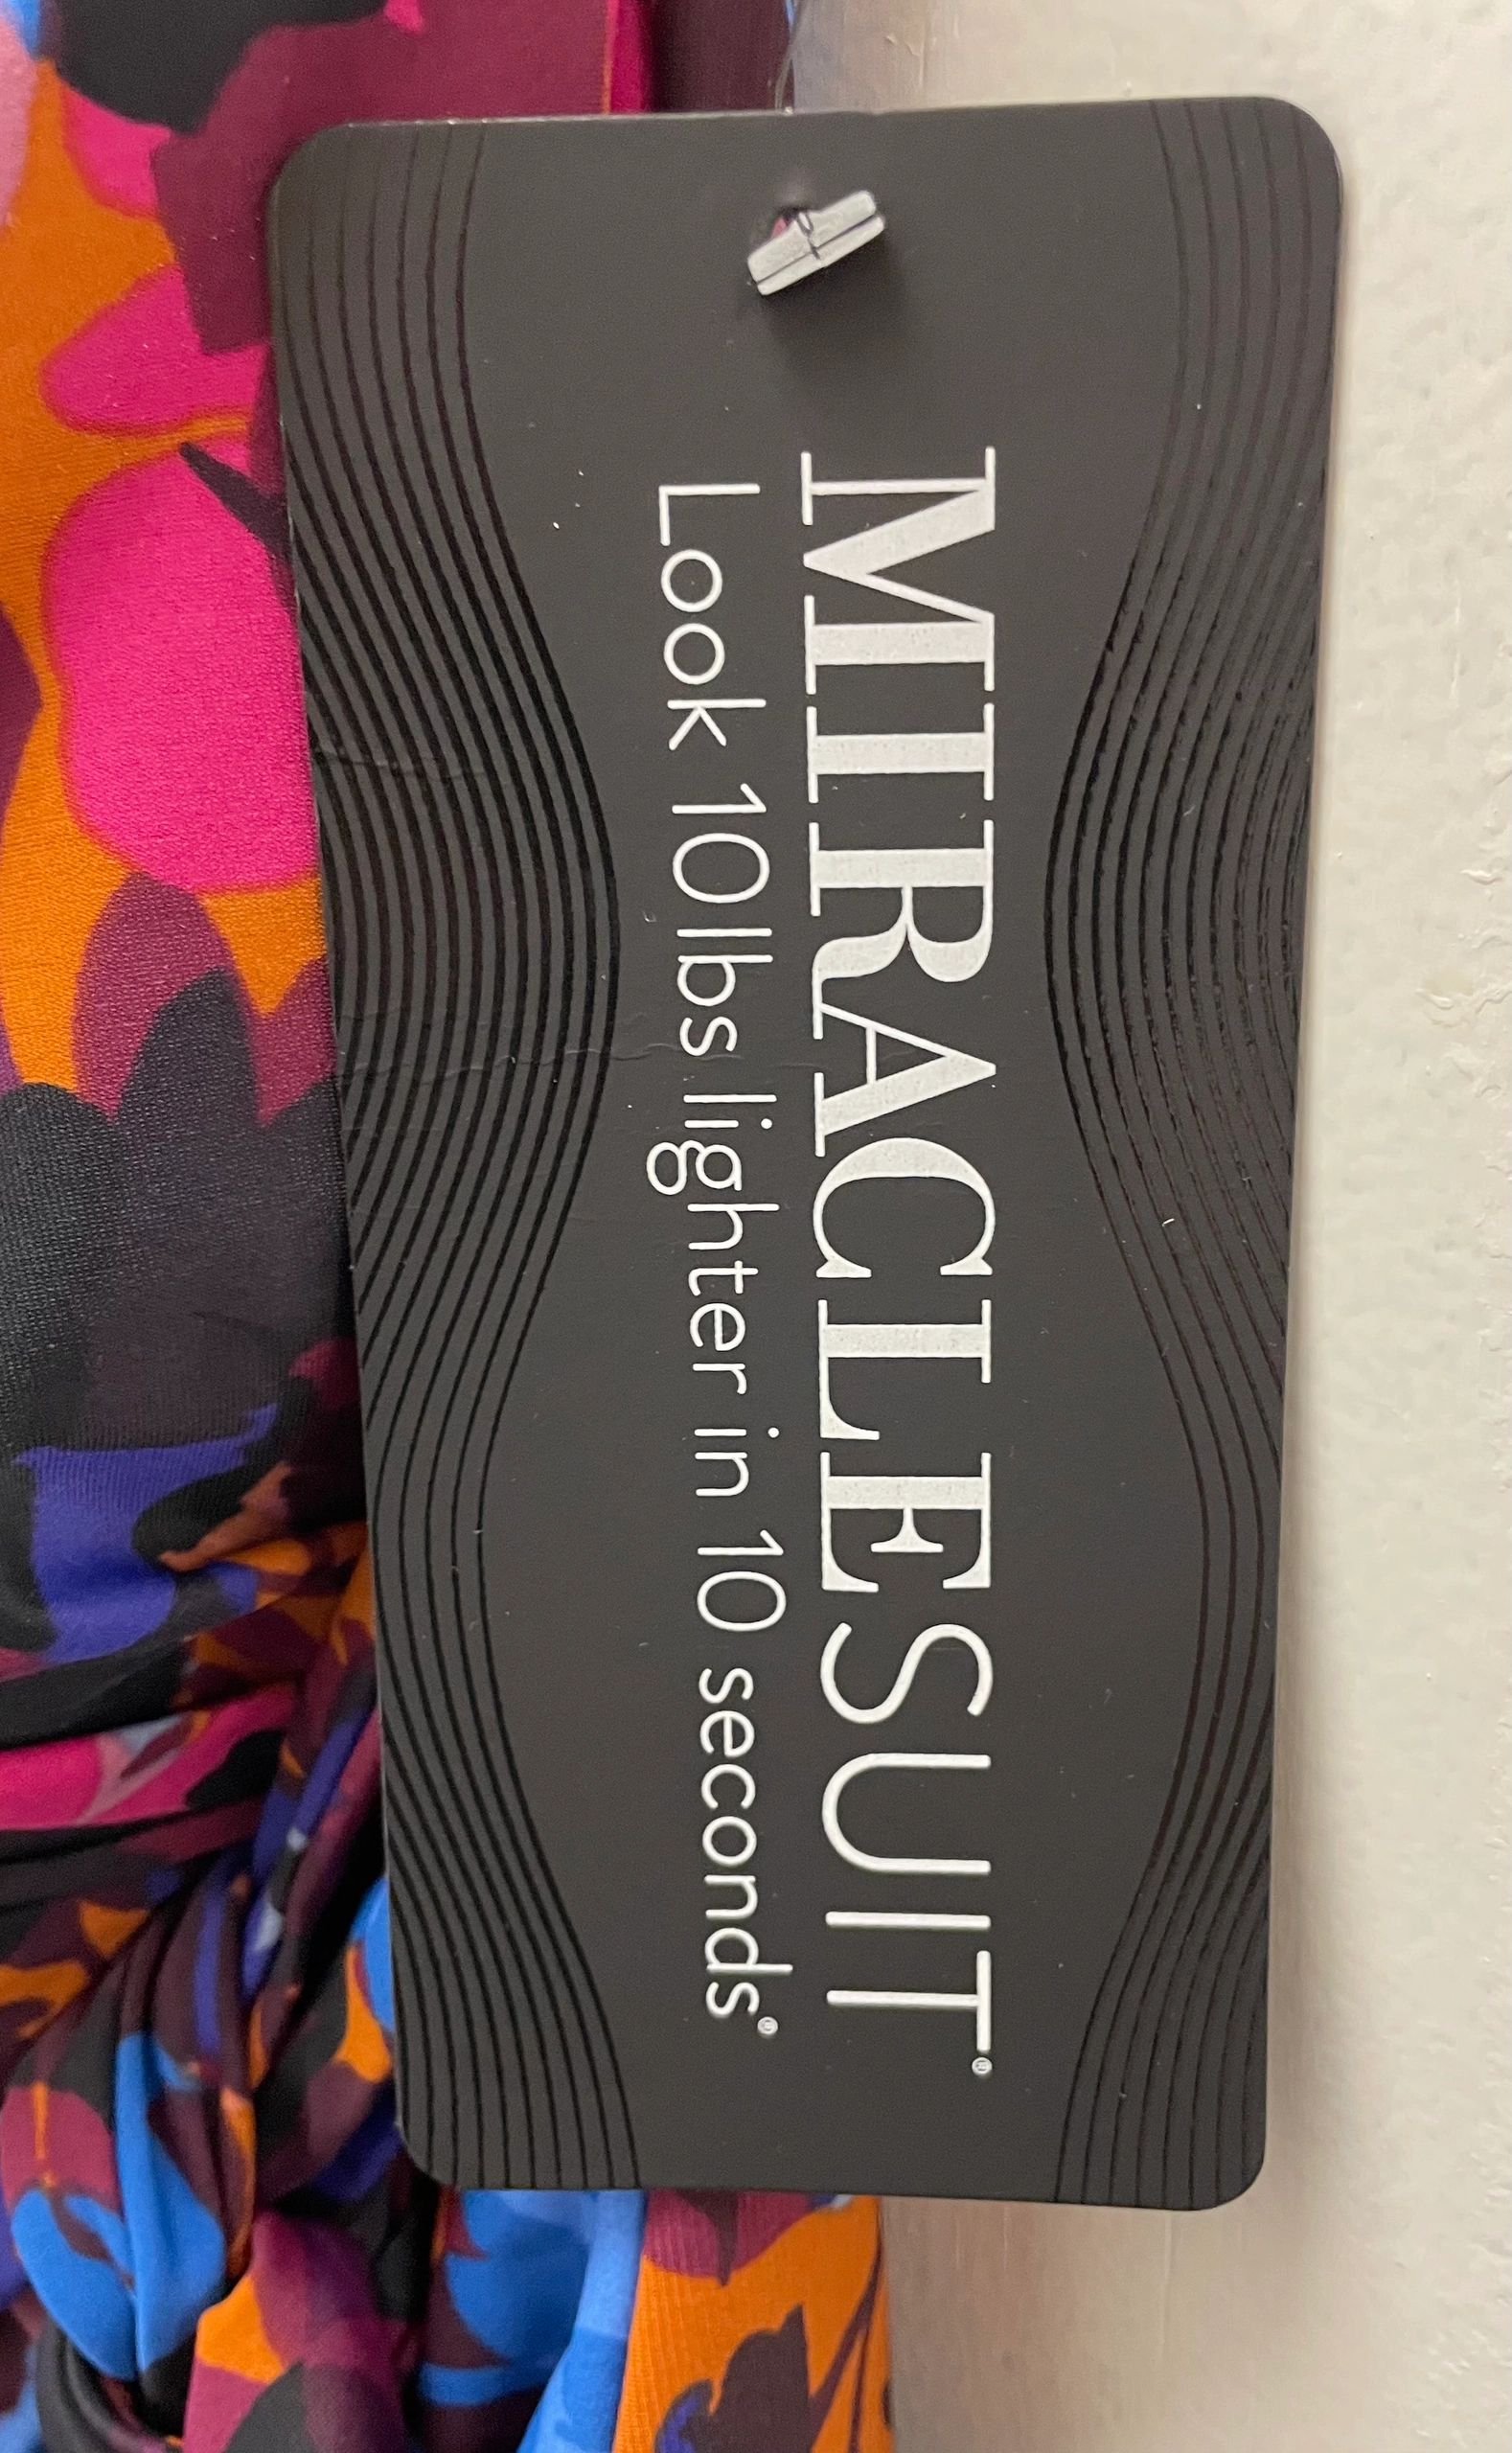 MIRACLESUIT®
Look 10lbs lighter in 10 seconds®